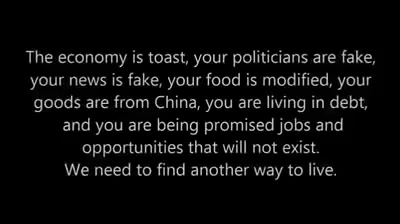 The economy is toast, your politicians are fake,
your news is fake, your food is modified, your
goods are from China, you are living in debt,
and you are being promised jobs and
opportunities that will not exist.
We need to find another way to live.